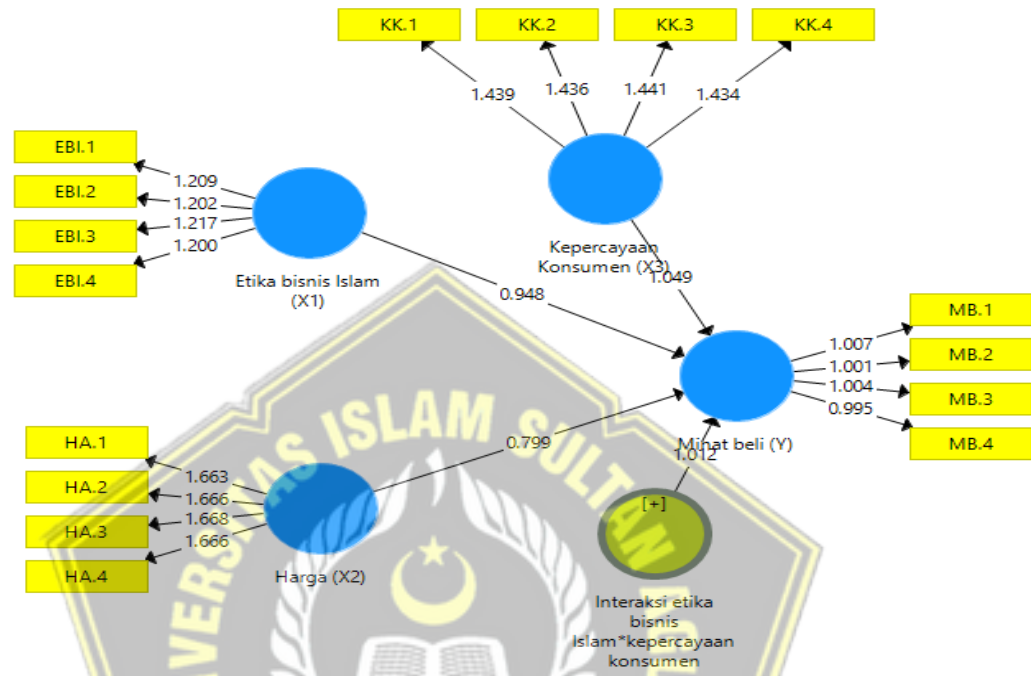 KK.1
KK.2
KK.3
KK.4
1.439
1.436
1.441
1.434
EBI.1
EBI.2
EBI.3
EBI.4
1.209
1.202
1.217
1.200
Etika bisnis Islam
(X1)
Kepercayaan
Konsumen (X3)
1.049
0.948
MB.1
MB.2
MB.3
MB.4
1.007
1.001
1.004
0.995
Minat beli (Y)
1.012
0.799
HA.1
HA.2
HA.3
HA.4
1.663
1.666
1.668
1.666
Harga (X2)
[+]
Interaksi etika
bisnis
Islam*kepercayaan
konsumen
ISLAM SULTAN